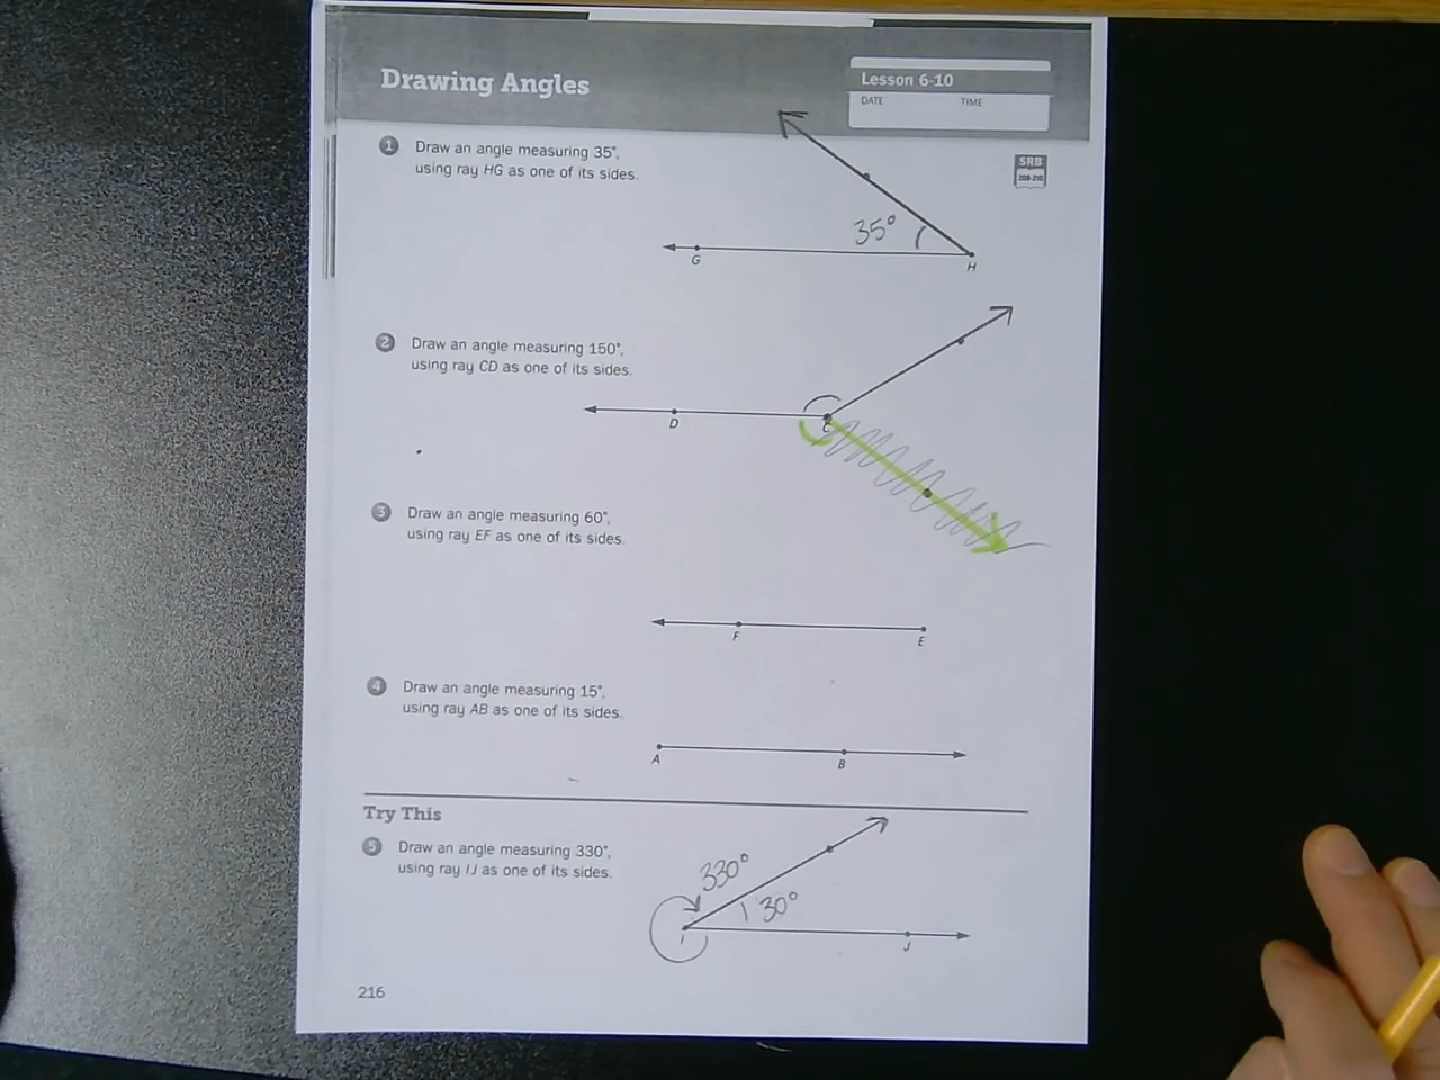 Drawing Angles
Lesson 6-10
DATE TIME
SRB
208-210
1 Draw an angle measuring 35°,
using ray HG as one of its sides.
35°
G
H
2 Draw an angle measuring 150°,
using ray CD as one of its sides.
D
C
3 Draw an angle measuring 60°,
using ray EF as one of its sides.
F
E
4 Draw an angle measuring 15°,
using ray AB as one of its sides.
A
B
Try This
5 Draw an angle measuring 330°,
using ray IJ as one of its sides.
330°
30°
I
J
216